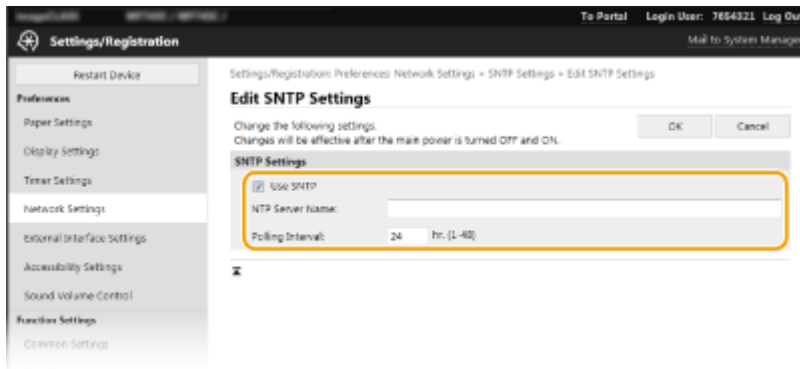 To Portal Login User: 7654321 Log Out
Settings/Registration
Mail to System Manager
Restart Device
Preferences
Paper Settings
Display Settings
Timer Settings
Network Settings
External Interface Settings
Accessibility Settings
Sound Volume Control
Function Settings
Common Settings
Settings/Registration: Preferences: Network Settings > SNTP Settings > Edit SNTP Settings
Edit SNTP Settings
Change the following settings.
Changes will be effective after the main power is turned OFF and ON.
OK Cancel
SNTP Settings
Use SNTP
NTP Server Name:
Polling Interval: 24 hr. (1-48)